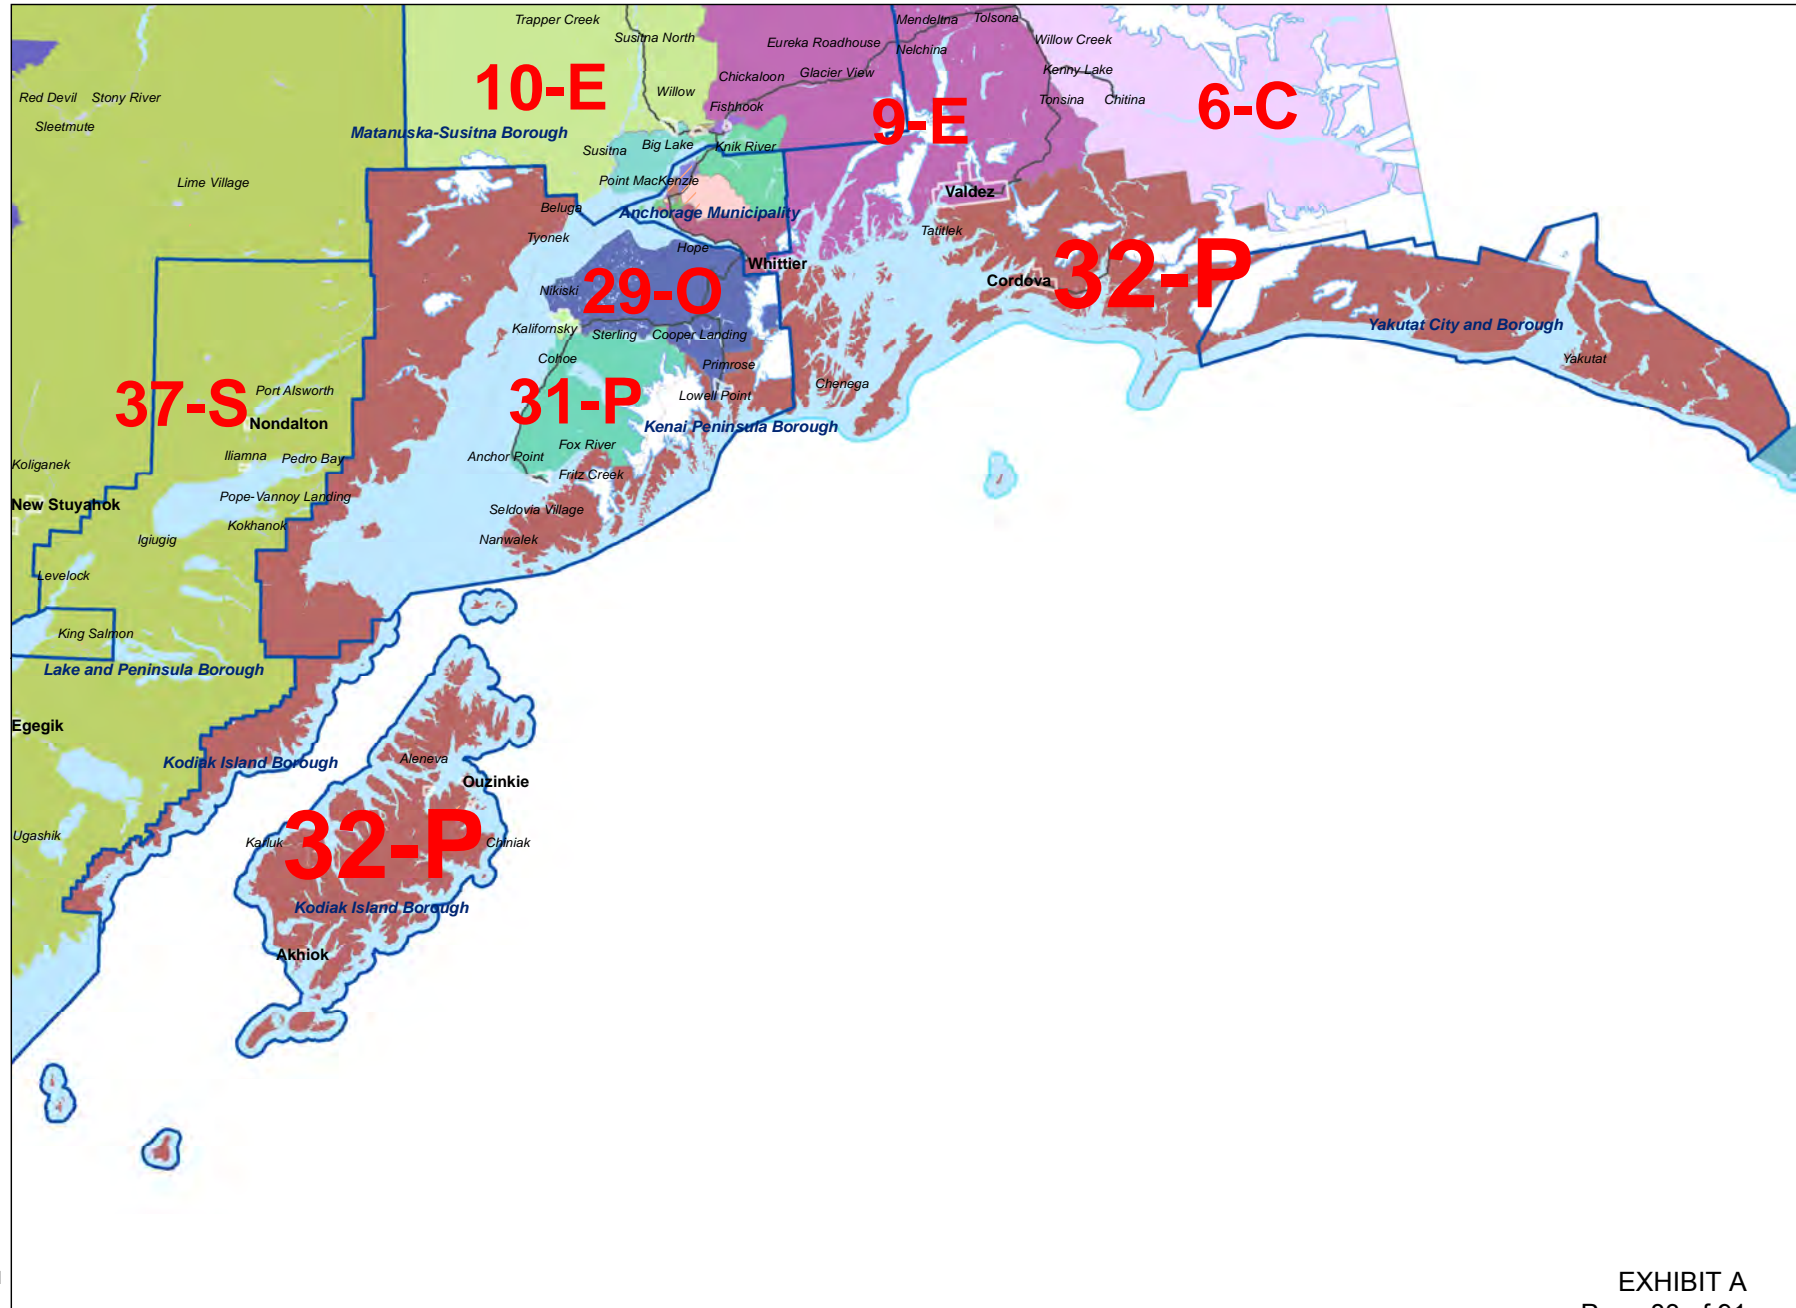 Trapper Creek
Mendeltna
Tolsona
Susitna North
Willow Creek
Eureka Roadhouse
Nelchina
Kenny Lake
Chickaloon
Glacier View
10-E
Willow
Red Devil
Stony River
Tonsina
Chitina
6-C
Fishhook
9-E
Sleetmute
Matanuska-Susitna Borough
Big Lake
Knik River
Susitna
Lime Village
Point MacKenzie
Valdez
Beluga
Anchorage Municipality
Tatitlek
Tyonek
Hope
Whittier
32-P
Cordova
Nikiski
29-O
Kalifornsky
Sterling
Cooper Landing
Yakutat City and Borough
Cohoe
Yakutat
Primrose
Port Alsworth
Chenega
37-S
31-P
Lowell Point
Nondalton
Kenai Peninsula Borough
Fox River
Iliamna
Pedro Bay
Anchor Point
Koliganek
Fritz Creek
Pope-Vannoy Landing
New Stuyahok
Seldovia Village
Kokhanok
Igiugig
Nanwalek
Levelock
King Salmon
Lake and Peninsula Borough
Egegik
Kodiak Island Borough
Aleneva
Ouzinkie
Ugashik
Karluk
32-P
Chiniak
Kodiak Island Borough
Akhiok
EXHIBIT A